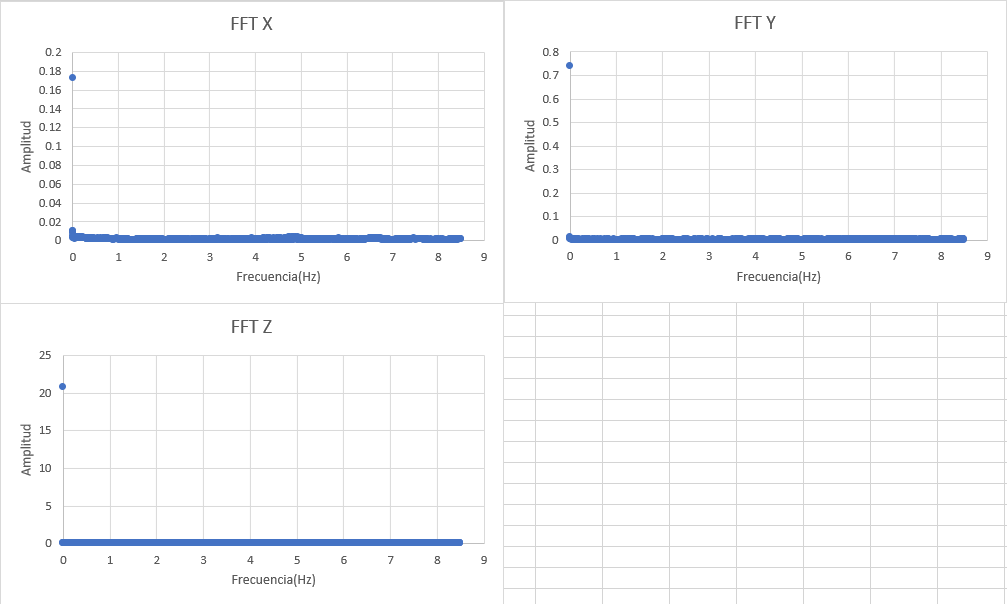 FFT X
0.2
0.18
0.16
0.14
0.12
0.1
0.08
0.06
0.04
0.02
0
Amplitud
0 1 2 3 4 5 6 7 8 9
Frecuencia(Hz)
FFT Y
0.8
0.7
0.6
0.5
0.4
0.3
0.2
0.1
0
Amplitud
0 1 2 3 4 5 6 7 8 9
Frecuencia(Hz)
FFT Z
25
20
15
10
5
0
Amplitud
0 1 2 3 4 5 6 7 8 9
Frecuencia(Hz)